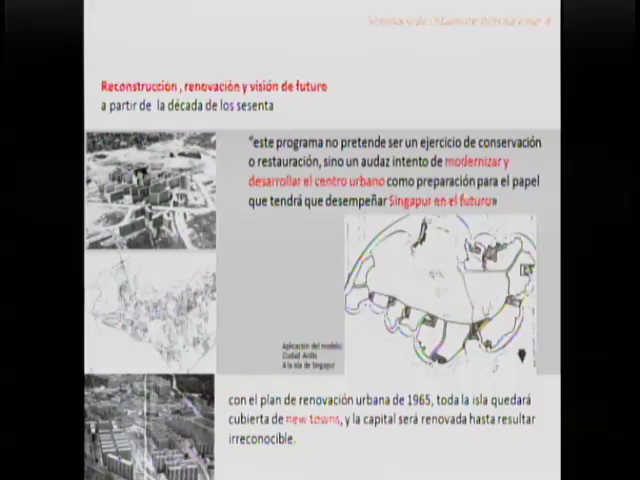 Reconstrucción , renovación y visión de futuro
a partir de la década de los sesenta
"este programa no pretende ser un ejercicio de conservación
o restauración, sino un audaz intento de modernizar y
desarrollar el centro urbano como preparación para el papel
que tendrá que desempeñar Singapur en el futuro»
Aplicación del modelo:
Ciudad Anillo
A la isla de Singapur
con el plan de renovación urbana de 1965, toda la isla quedará
cubierta de new towns, y la capital será renovada hasta resultar
irreconocible.